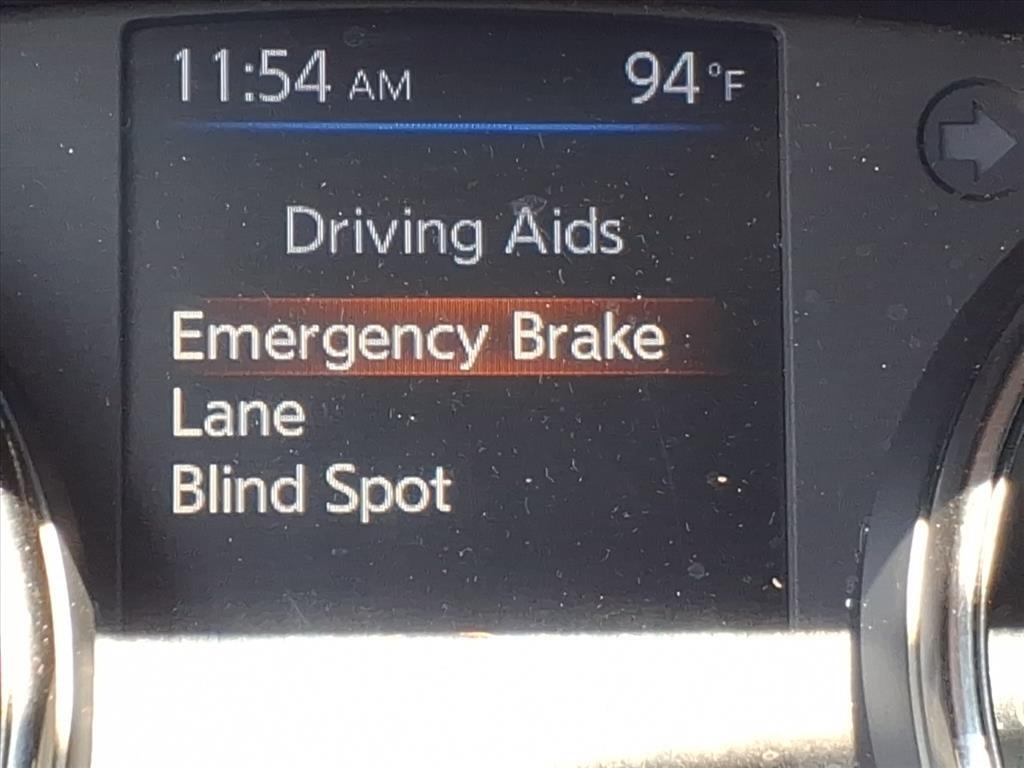 11:54 AM 94°F
Driving Aids
Emergency Brake
Lane
Blind Spot